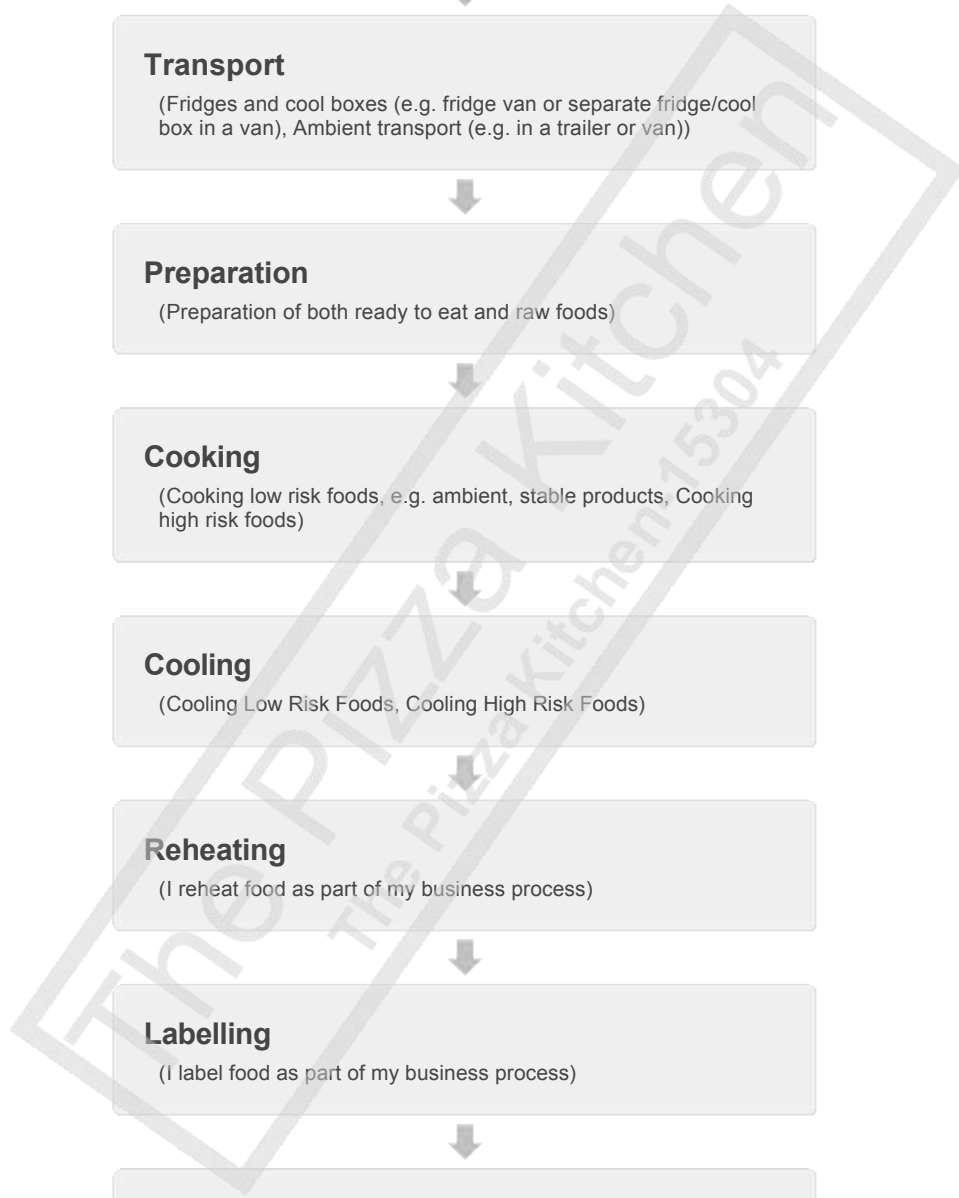 Transport
(Fridges and cool boxes (e.g. fridge van or separate fridge/cool
box in a van), Ambient transport (e.g. in a trailer or van))
Preparation
(Preparation of both ready to eat and raw foods)
Cooking
(Cooking low risk foods, e.g. ambient, stable products, Cooking
high risk foods)
Cooling
(Cooling Low Risk Foods, Cooling High Risk Foods)
Reheating
(I reheat food as part of my business process)
Labelling
(I label food as part of my business process)
The Pizza Kitchen
The Pizza Kitchen 15304